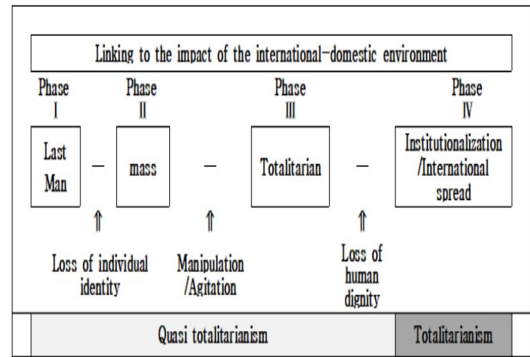 Linking to the impact of the international-domestic environment
Phase Phase Phase Phase
I II III IV
Last
Man
—
mass
—
Totalitarian
—
Institutionalization
/International
spread
⇑ ⇑ ⇑
Loss of individual
identity
Manipulation
/Agitation
Loss of
human
dignity
Quasi totalitarianism Totalitarianism